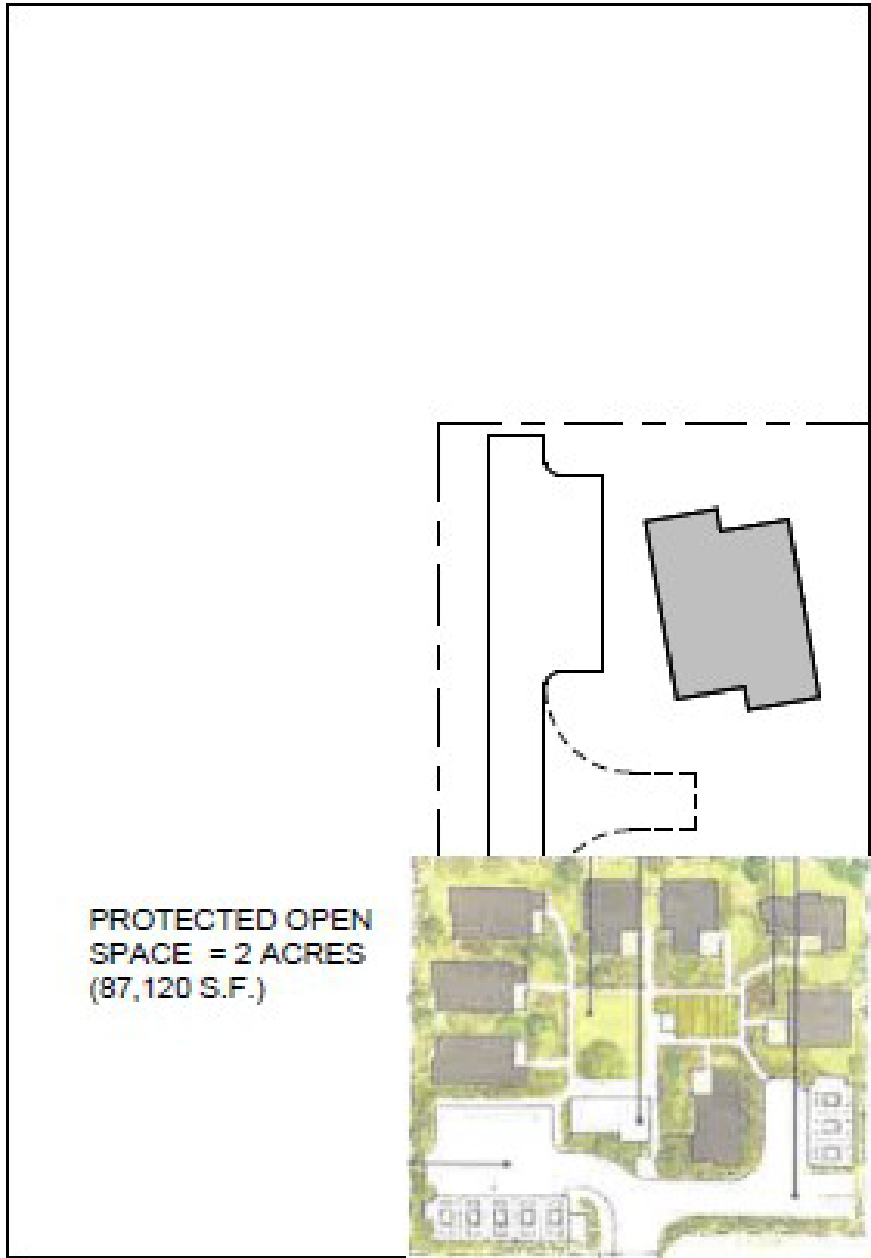 PROTECTED OPEN
SPACE = 2 ACRES
(87,120 S.F.)